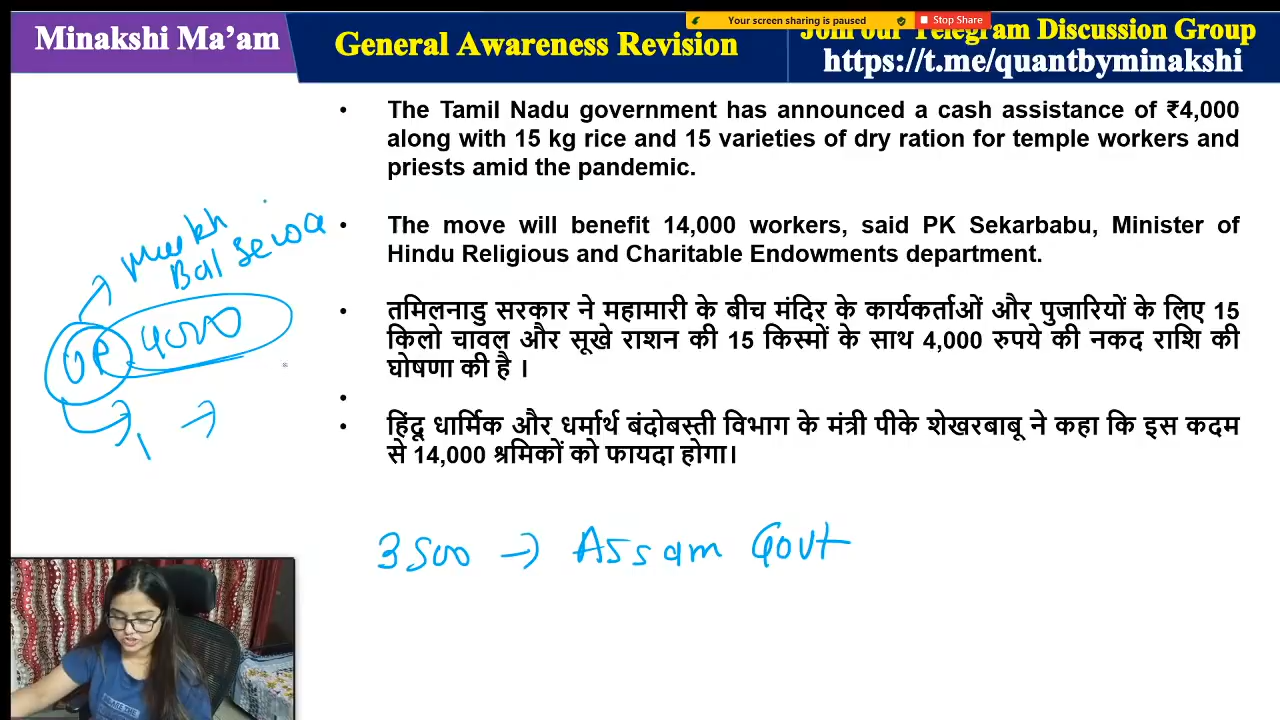 Minakshi Ma'am
General Awareness Revision
Your screen sharing is paused
Stop Share
Join our Telegram Discussion Group
https://t.me/quantbyminakshi
• The Tamil Nadu government has announced a cash assistance of ₹4,000
along with 15 kg rice and 15 varieties of dry ration for temple workers and
priests amid the pandemic.
• The move will benefit 14,000 workers, said PK Sekarbabu, Minister of
Hindu Religious and Charitable Endowments department.
• तमिलनाडु सरकार ने महामारी के बीच मंदिर के कार्यकर्ताओं और पुजारियों के लिए 15
किलो चावल और सूखे राशन की 15 किस्मों के साथ 4,000 रुपये की नकद राशि की
घोषणा की है ।
•
• हिंदू धार्मिक और धर्मार्थ बंदोबस्ती विभाग के मंत्री पीके शेखरबाबू ने कहा कि इस कदम
से 14,000 श्रमिकों को फायदा होगा।
Bal Sewa
UP 4000
1 →
3500 → Assam Govt